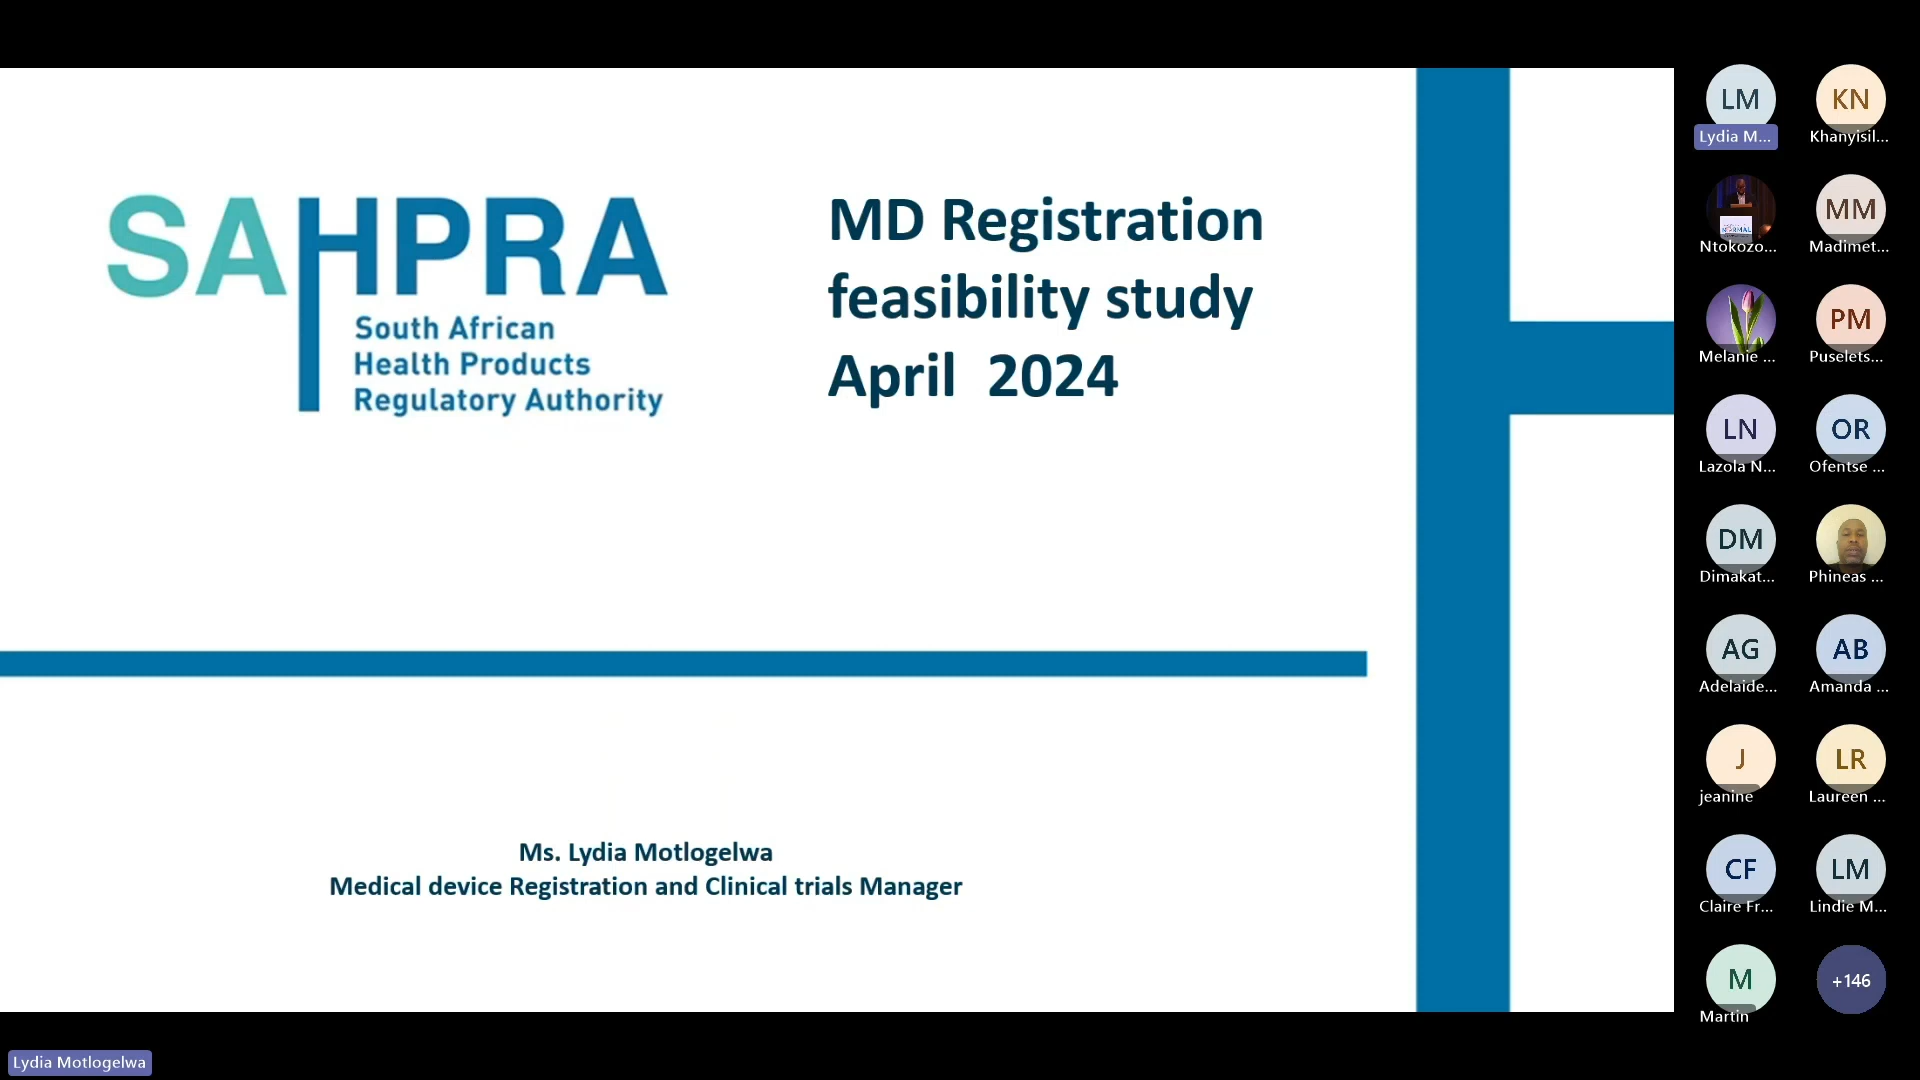 SAHPRA
South African
Health Products
Regulatory Authority
MD Registration
feasibility study
April 2024
Ms. Lydia Motlogelwa
Medical device Registration and Clinical trials Manager
LM
Lydia M...
KN
Khanyisil...
NORMAL
Ntokozo...
MM
Madimet...
Melanie ...
PM
Puselets...
LN
Lazola N...
OR
Ofentse ...
DM
Dimakat...
Phineas ...
AG
Adelaide...
AB
Amanda ...
J
jeanine
LR
Laureen ...
CF
Claire Fr...
LM
Lindie M...
M
Martin
+146
Lydia Motlogelwa